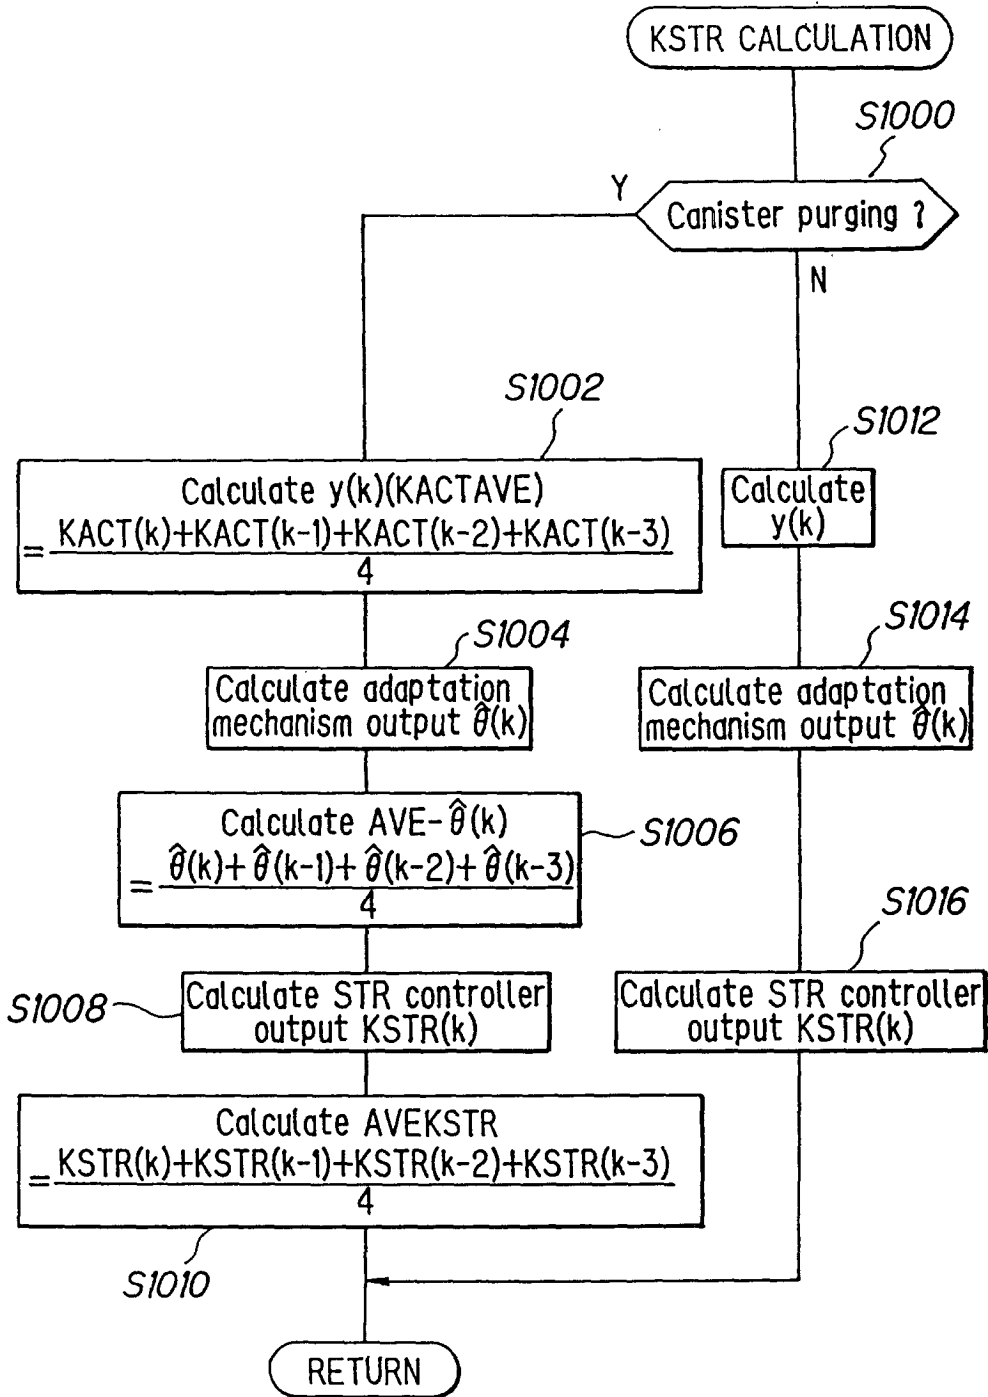 KSTR CALCULATION
S1000
Canister purging ?
Y
N
S1002
Calculate y(k)(KACTAVE)
= KACT(k)+KACT(k-1)+KACT(k-2)+KACT(k-3)
4
S1004
Calculate adaptation
mechanism output θ̂(k)
Calculate AVE-θ̂(k)
= θ̂(k)+θ̂(k-1)+θ̂(k-2)+θ̂(k-3)
4
S1006
S1008
Calculate STR controller
output KSTR(k)
Calculate AVEKSTR
= KSTR(k)+KSTR(k-1)+KSTR(k-2)+KSTR(k-3)
4
S1010
S1012
Calculate
y(k)
S1014
Calculate adaptation
mechanism output θ̂(k)
S1016
Calculate STR controller
output KSTR(k)
RETURN